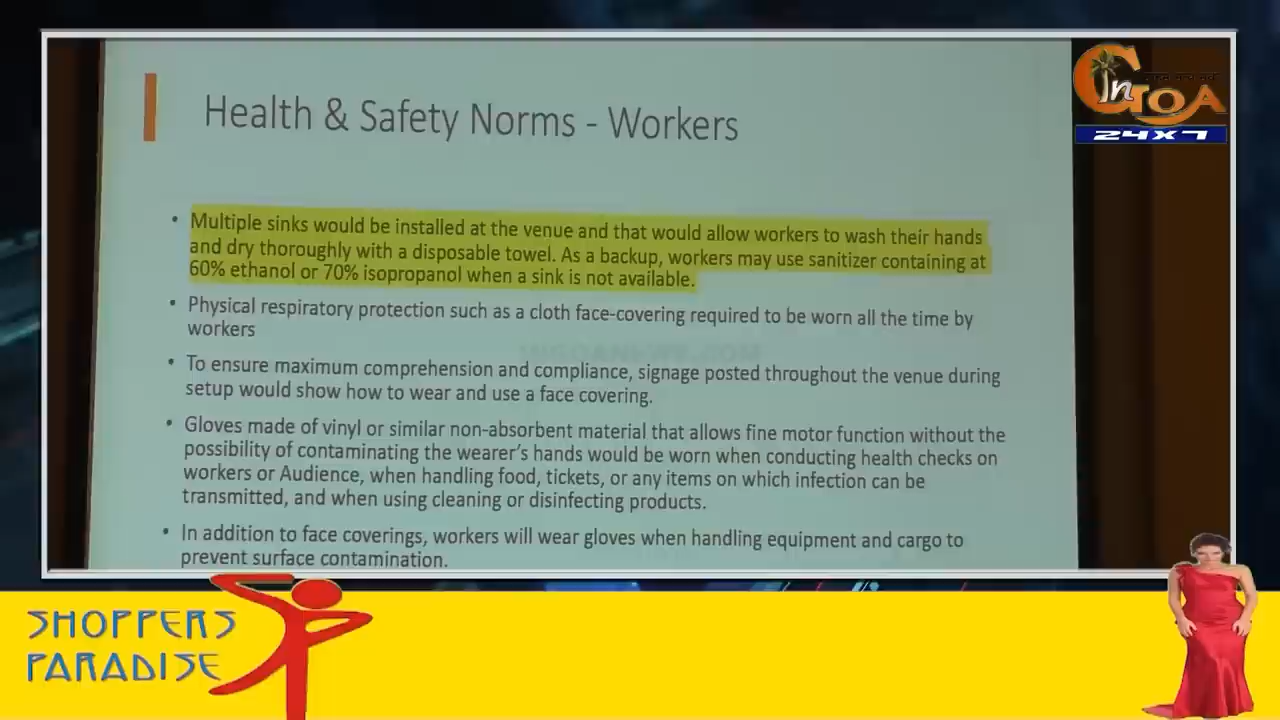 Health & Safety Norms - Workers
In GOA
24X7
• Multiple sinks would be installed at the venue and that would allow workers to wash their hands
and dry thoroughly with a disposable towel. As a backup, workers may use sanitizer containing at
60% ethanol or 70% isopropanol when a sink is not available.
• Physical respiratory protection such as a cloth face-covering required to be worn all the time by
workers
• To ensure maximum comprehension and compliance, signage posted throughout the venue during
setup would show how to wear and use a face covering.
• Gloves made of vinyl or similar non-absorbent material that allows fine motor function without the
possibility of contaminating the wearer's hands would be worn when conducting health checks on
workers or Audience, when handling food, tickets, or any items on which infection can be
transmitted, and when using cleaning or disinfecting products.
• In addition to face coverings, workers will wear gloves when handling equipment and cargo to
prevent surface contamination.
SHOPPERS
PARADISE